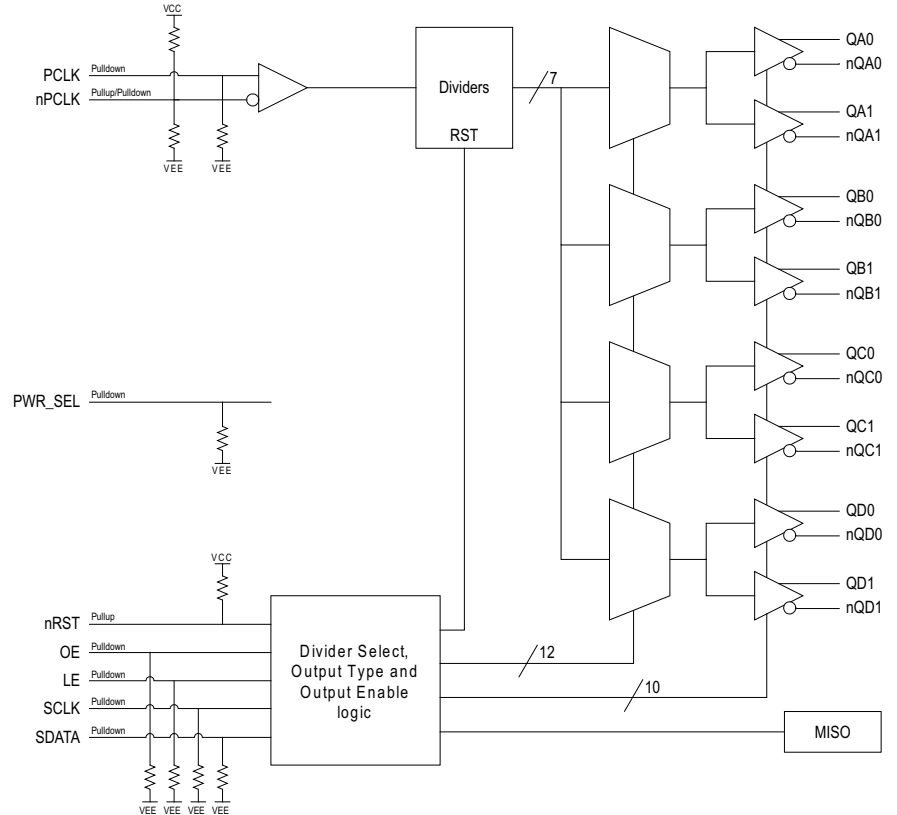 VCC
PCLK Pulldown
nPCLK Pullup/Pulldown
VEE
VEE
Dividers
RST
7
QA0
nQA0
QA1
nQA1
QB0
nQB0
QB1
nQB1
QC0
nQC0
QC1
nQC1
QD0
nQD0
QD1
nQD1
PWR_SEL Pulldown
VEE
VCC
nRST Pullup
OE Pulldown
LE Pulldown
SCLK Pulldown
SDATA Pulldown
VEE VEE VEE VEE
Divider Select,
Output Type and
Output Enable
logic
12
10
MISO